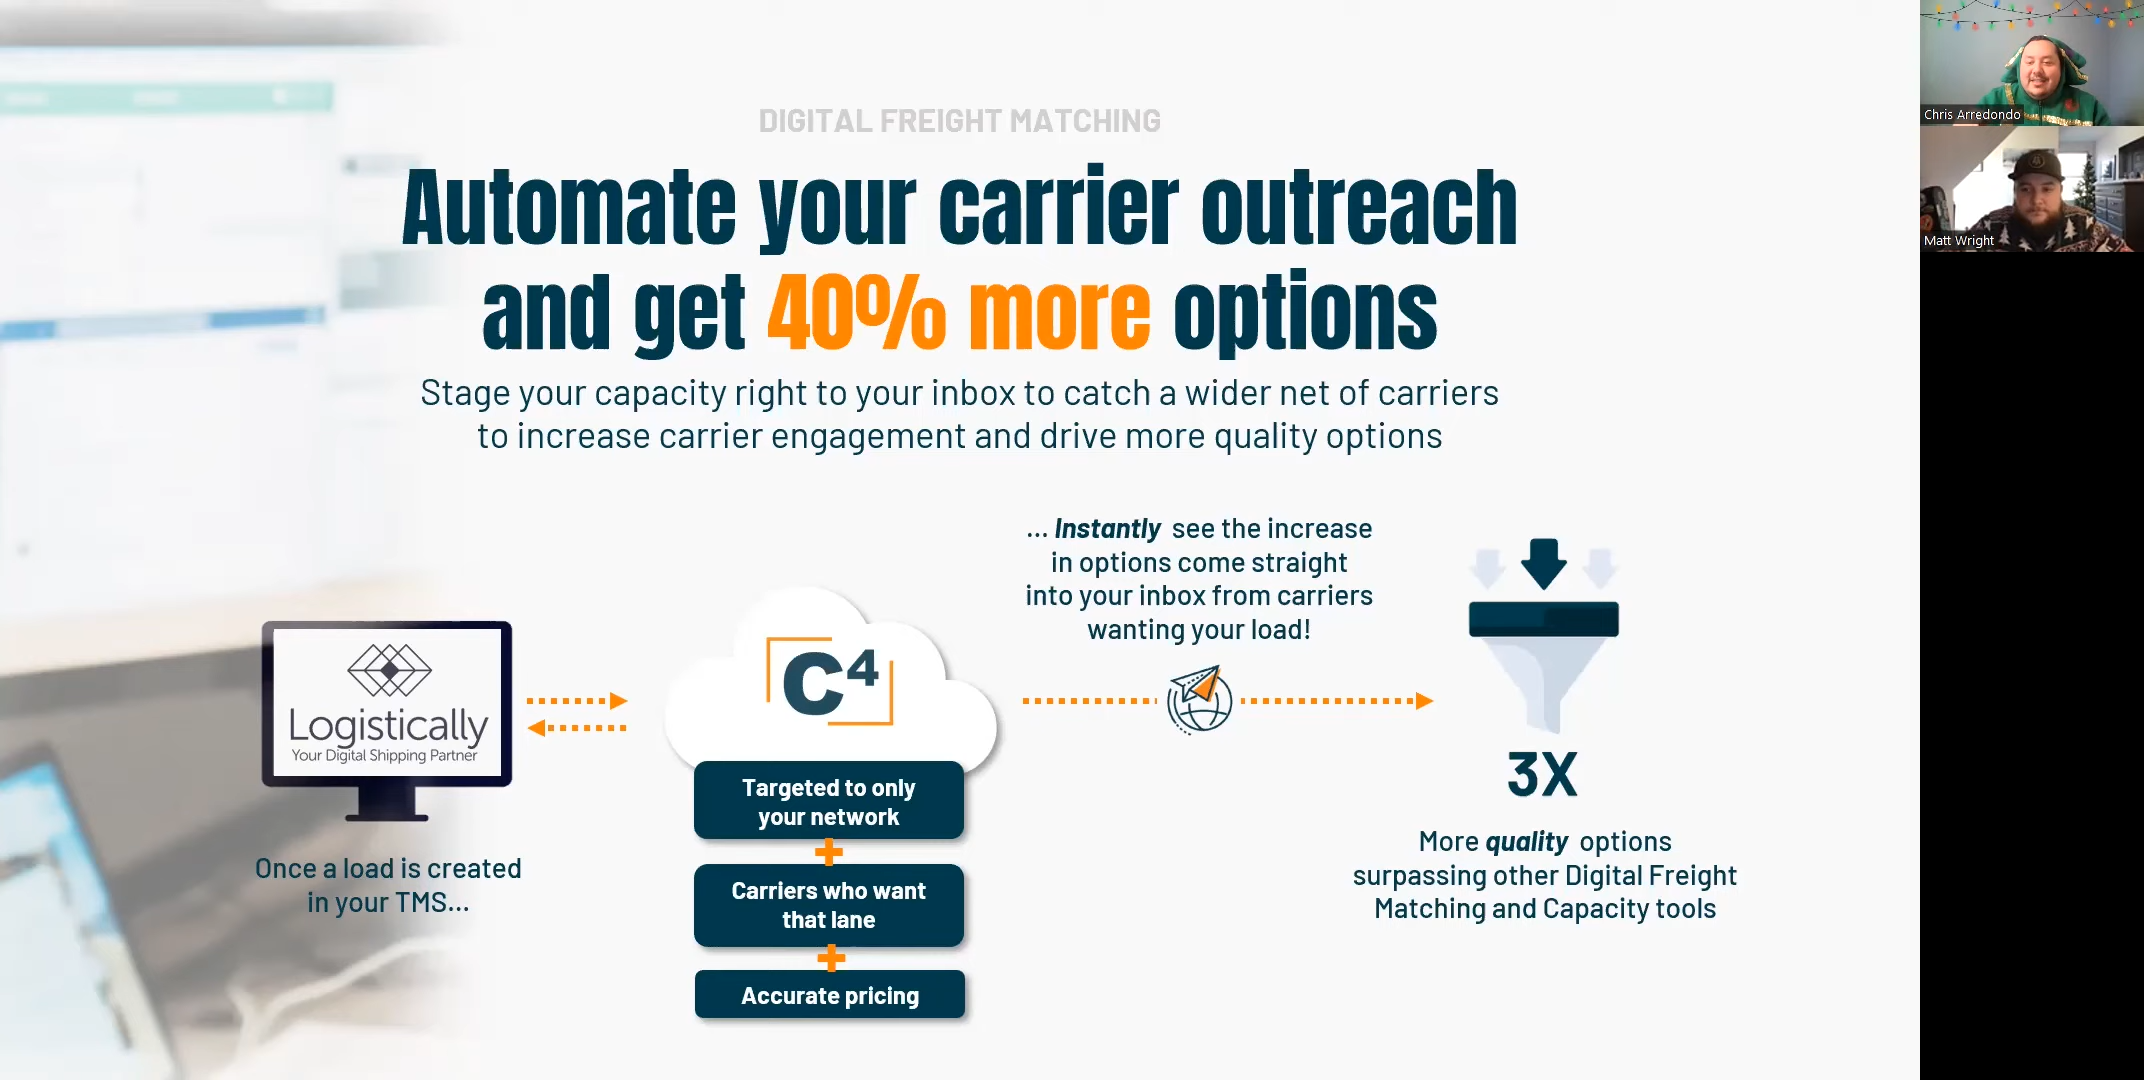 DIGITAL FREIGHT MATCHING
Automate your carrier outreach
and get 40% more options
Stage your capacity right to your inbox to catch a wider net of carriers
to increase carrier engagement and drive more quality options
Logistically
Your Digital Shipping Partner
Once a load is created
in your TMS...
C⁴
Targeted to only
your network
+
Carriers who want
that lane
+
Accurate pricing
... Instantly see the increase
in options come straight
into your inbox from carriers
wanting your load!
3X
More quality options
surpassing other Digital Freight
Matching and Capacity tools
Chris Arredondo
Matt Wright